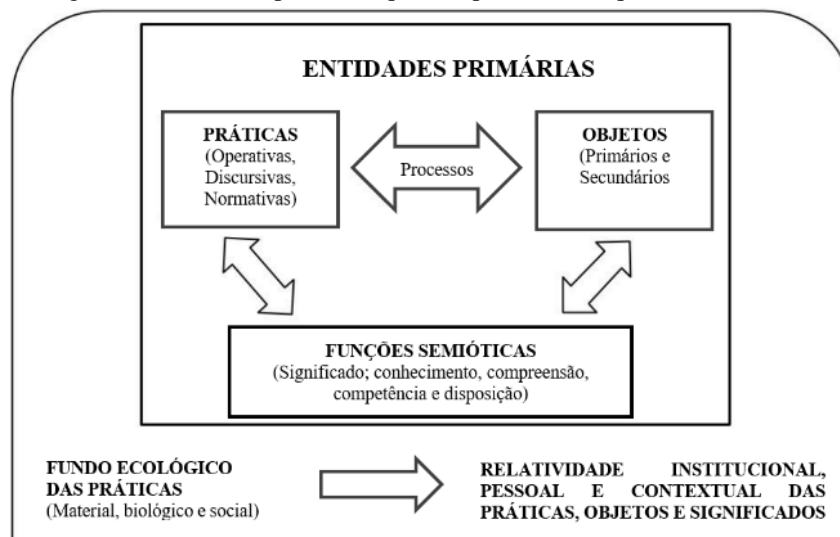 ENTIDADES PRIMÁRIAS
PRÁTICAS
(Operativas,
Discursivas,
Normativas)
Processos
OBJETOS
(Primários e
Secundários
FUNÇÕES SEMIÓTICAS
(Significado; conhecimento, compreensão,
competência e disposição)
FUNDO ECOLÓGICO
DAS PRÁTICAS
(Material, biológico e social)
RELATIVIDADE INSTITUCIONAL,
PESSOAL E CONTEXTUAL DAS
PRÁTICAS, OBJETOS E SIGNIFICADOS